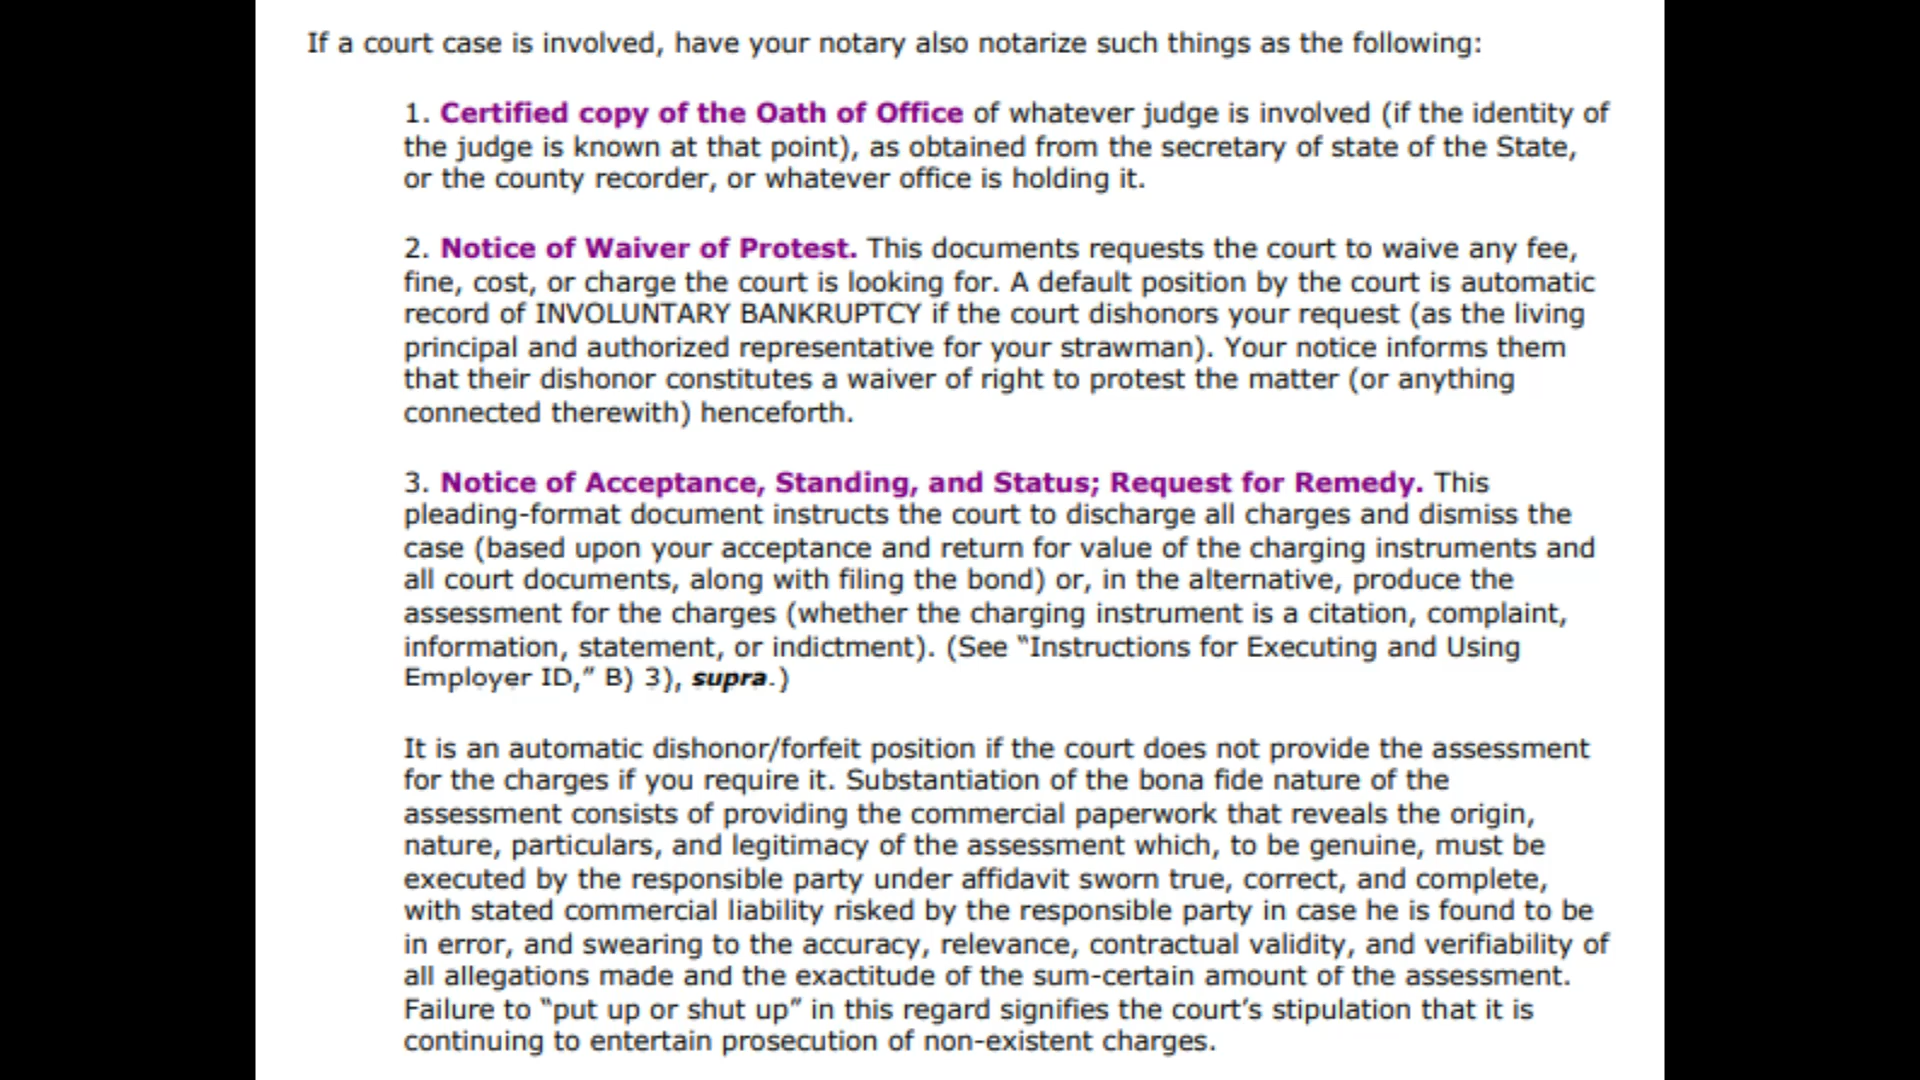 If a court case is involved, have your notary also notarize such things as the following:
1. Certified copy of the Oath of Office of whatever judge is involved (if the identity of
the judge is known at that point), as obtained from the secretary of state of the State,
or the county recorder, or whatever office is holding it.
2. Notice of Waiver of Protest. This documents requests the court to waive any fee,
fine, cost, or charge the court is looking for. A default position by the court is automatic
record of INVOLUNTARY BANKRUPTCY if the court dishonors your request (as the living
principal and authorized representative for your strawman). Your notice informs them
that their dishonor constitutes a waiver of right to protest the matter (or anything
connected therewith) henceforth.
3. Notice of Acceptance, Standing, and Status; Request for Remedy. This
pleading-format document instructs the court to discharge all charges and dismiss the
case (based upon your acceptance and return for value of the charging instruments and
all court documents, along with filing the bond) or, in the alternative, produce the
assessment for the charges (whether the charging instrument is a citation, complaint,
information, statement, or indictment). (See “Instructions for Executing and Using
Employer ID,” B) 3), supra.)
It is an automatic dishonor/forfeit position if the court does not provide the assessment
for the charges if you require it. Substantiation of the bona fide nature of the
assessment consists of providing the commercial paperwork that reveals the origin,
nature, particulars, and legitimacy of the assessment which, to be genuine, must be
executed by the responsible party under affidavit sworn true, correct, and complete,
with stated commercial liability risked by the responsible party in case he is found to be
in error, and swearing to the accuracy, relevance, contractual validity, and verifiability of
all allegations made and the exactitude of the sum-certain amount of the assessment.
Failure to “put up or shut up” in this regard signifies the court’s stipulation that it is
continuing to entertain prosecution of non-existent charges.